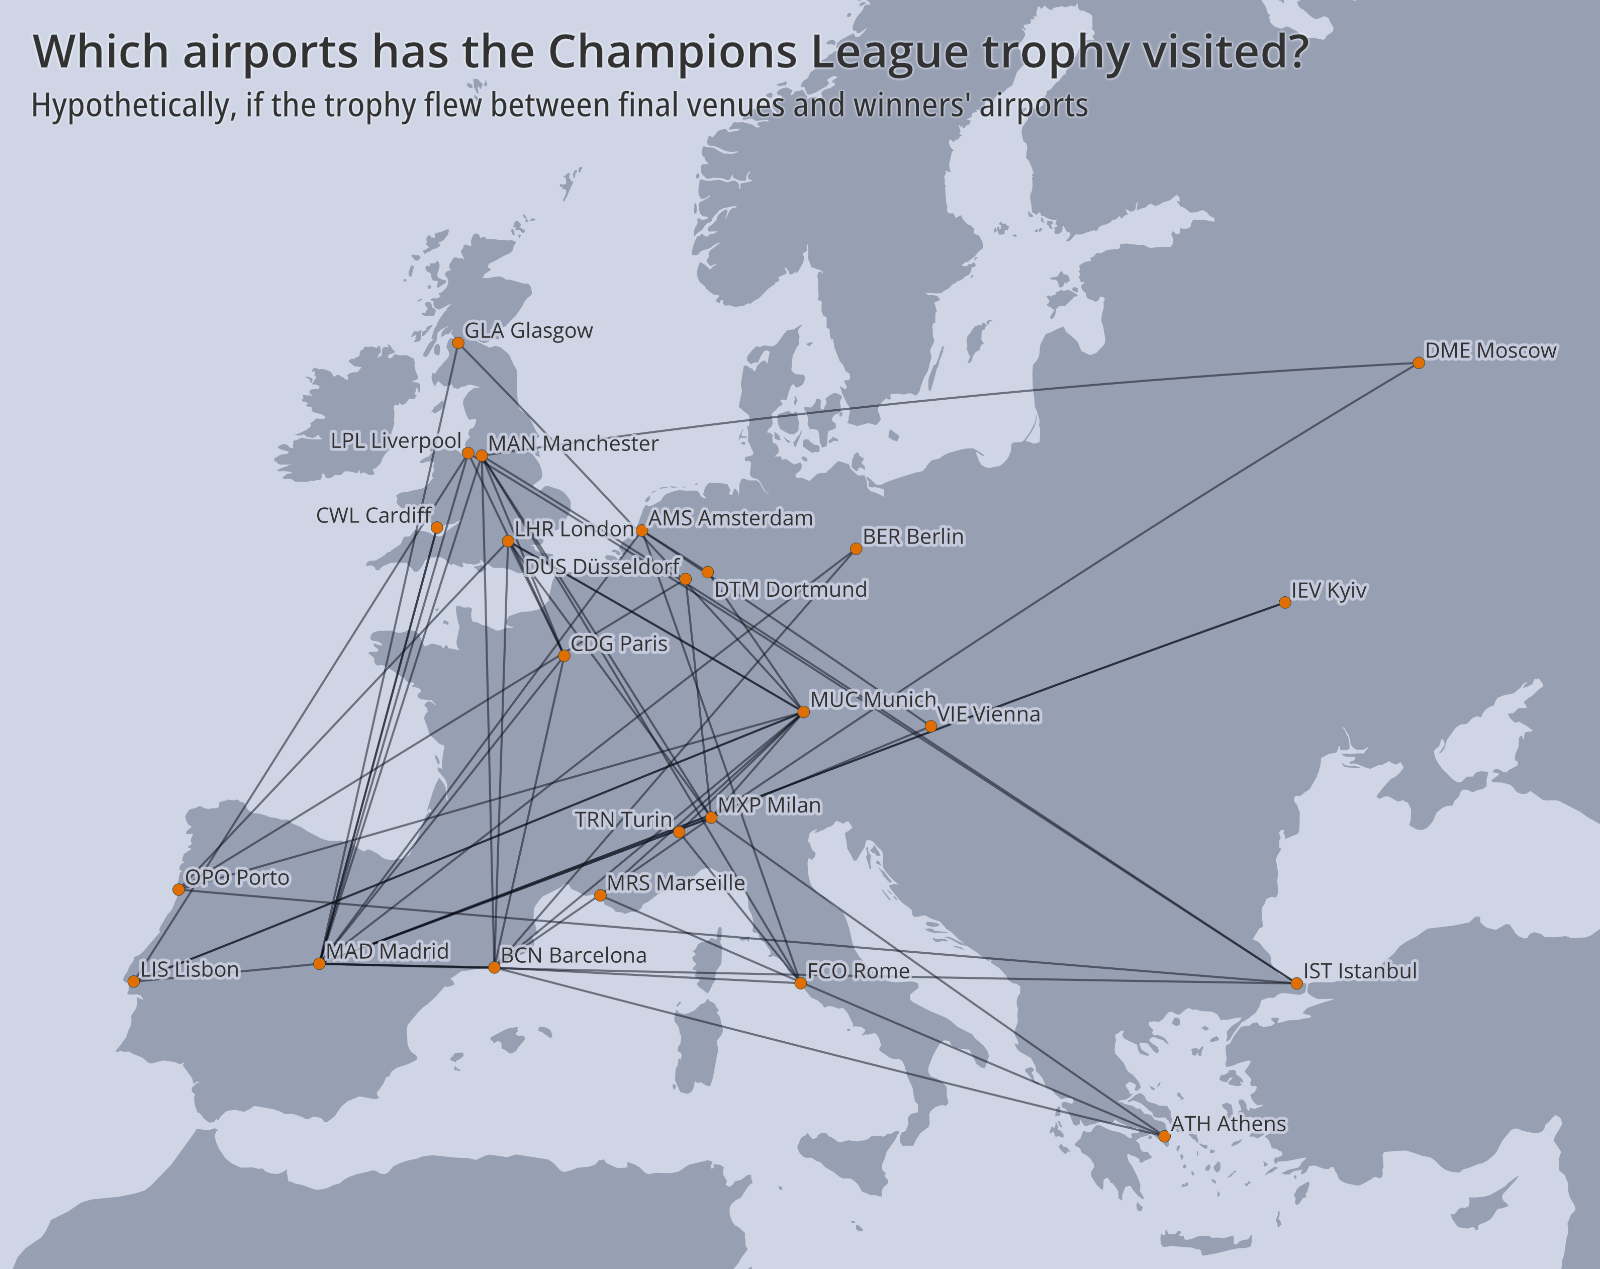 Which airports has the Champions League trophy visited?
Hypothetically, if the trophy flew between final venues and winners' airports
GLA Glasgow
DME Moscow
LPL Liverpool
MAN Manchester
CWL Cardiff
LHR London
AMS Amsterdam
BER Berlin
DUS Düsseldorf
DTM Dortmund
IEV Kyiv
CDG Paris
MUC Munich
VIE Vienna
MXP Milan
TRN Turin
OPO Porto
MRS Marseille
MAD Madrid
BCN Barcelona
LIS Lisbon
FCO Rome
IST Istanbul
ATH Athens